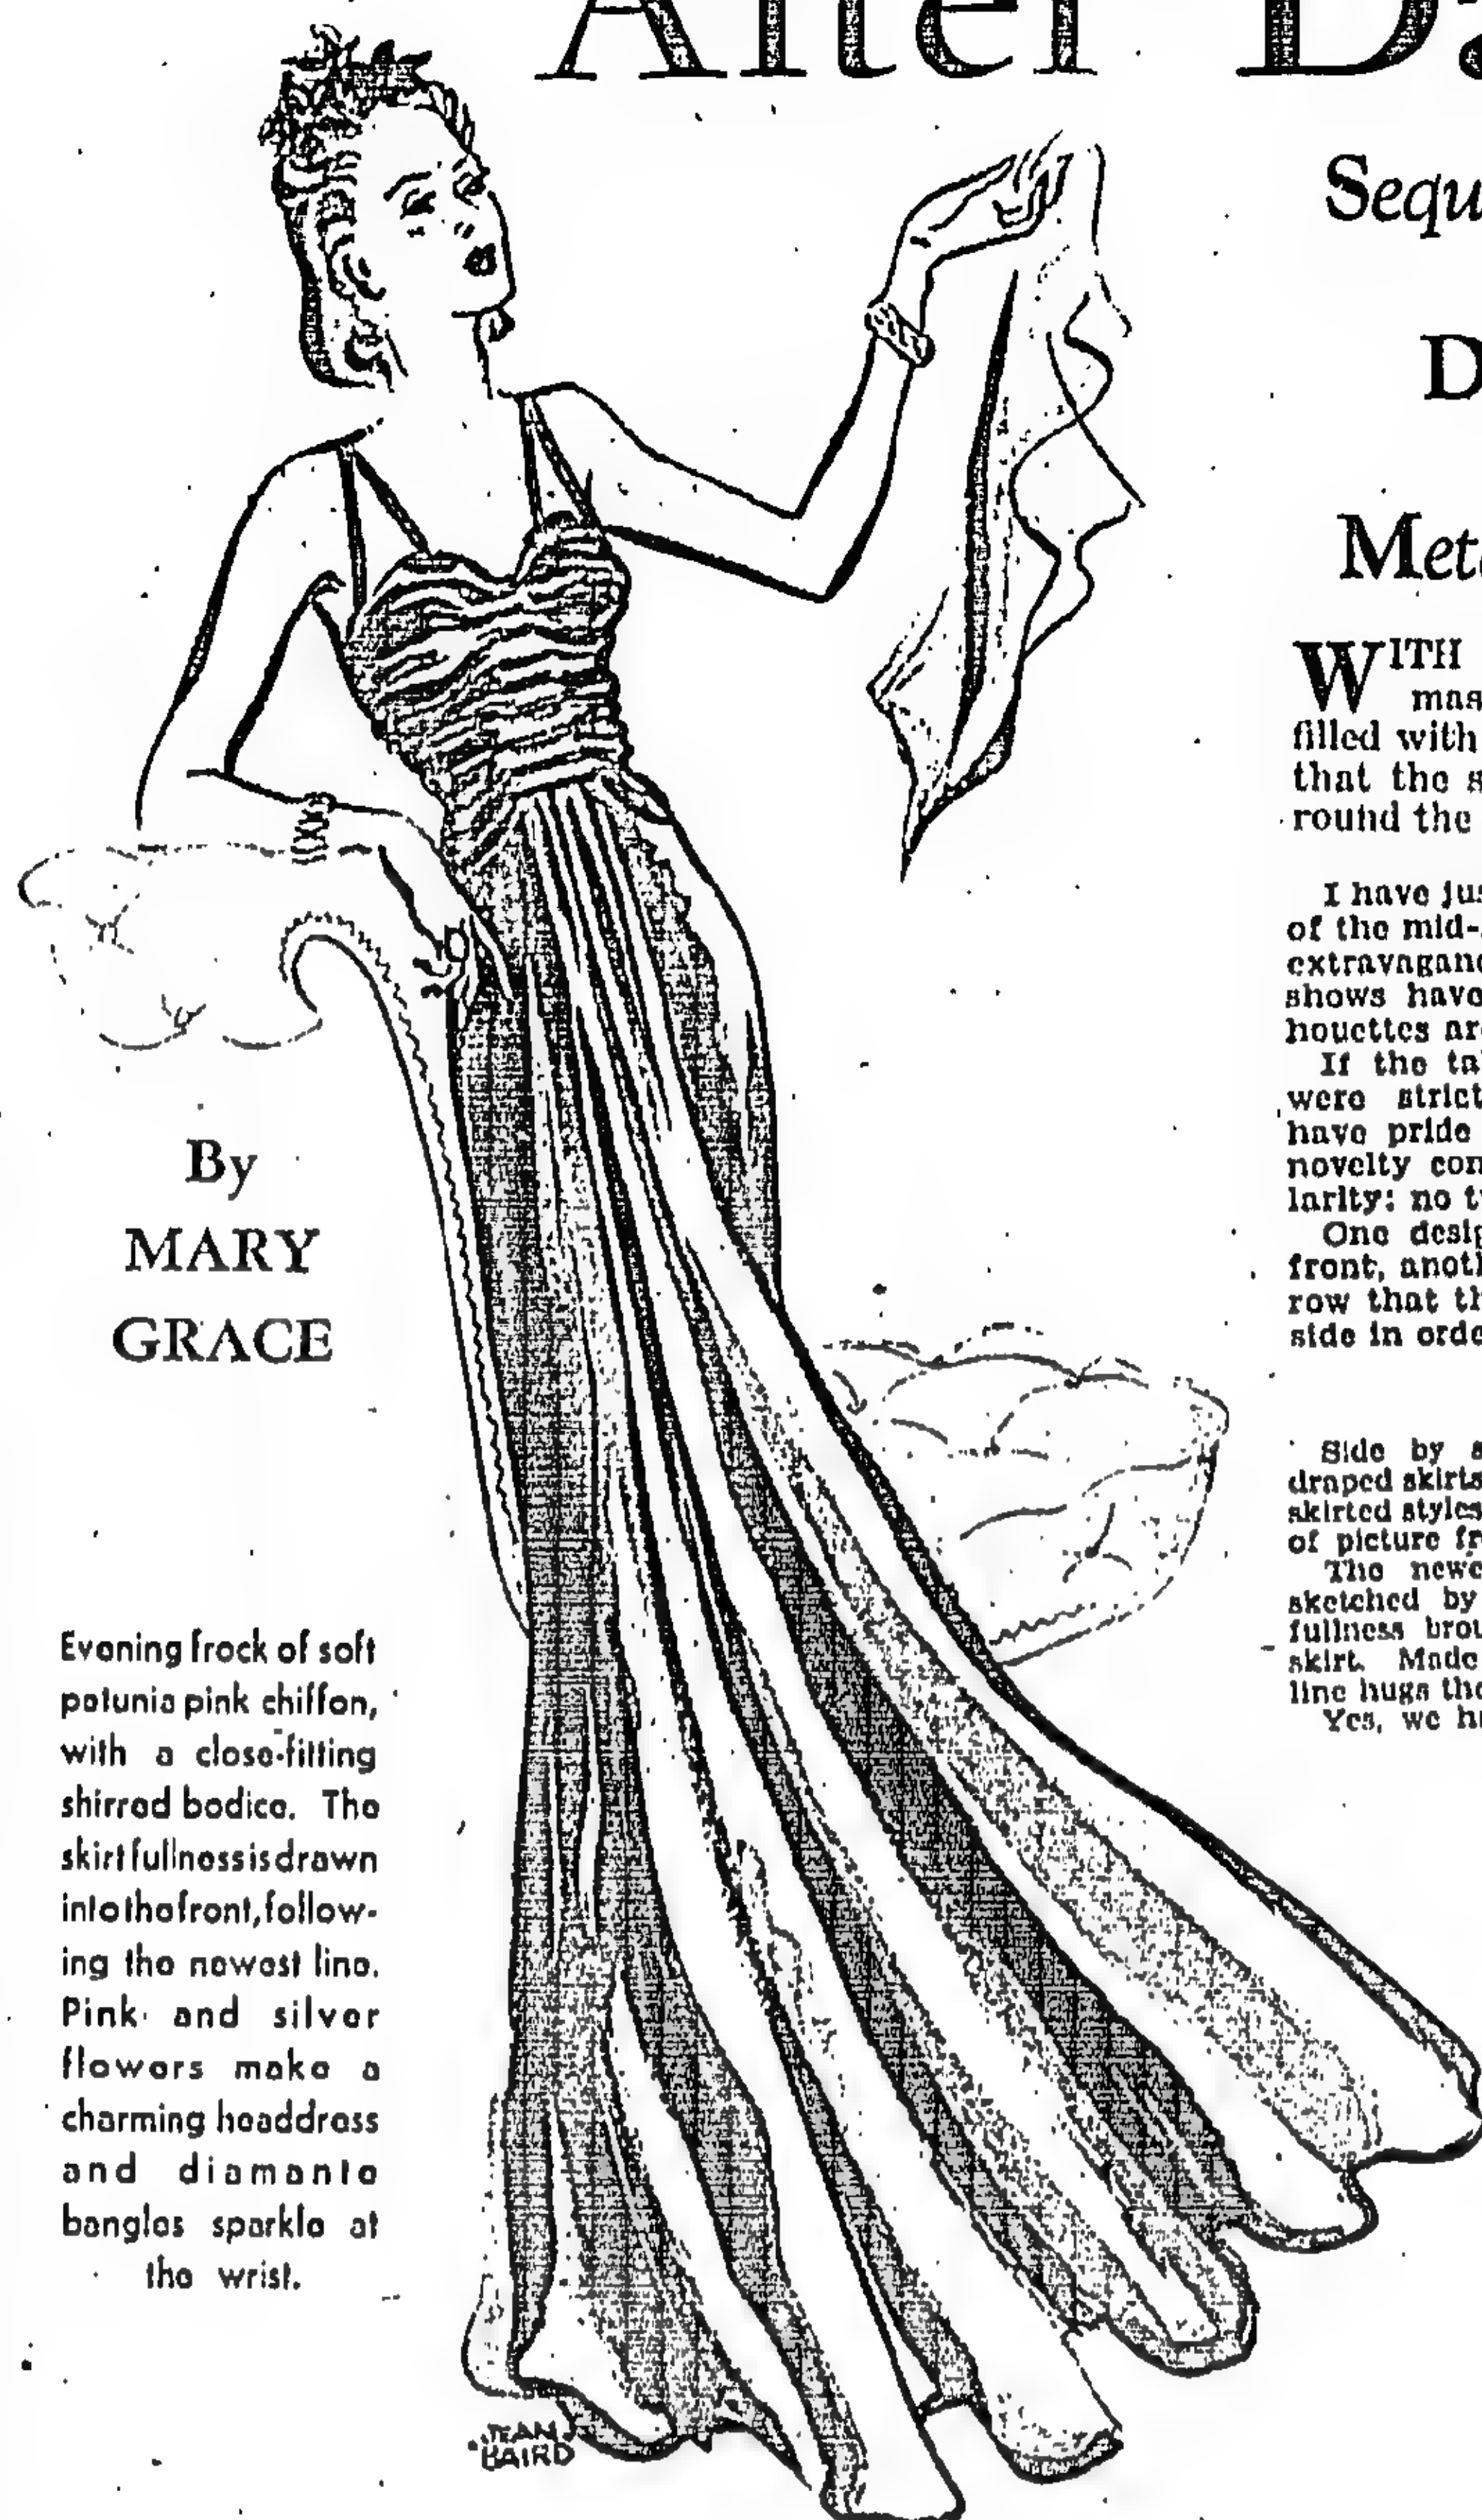 After D
Sequ
D
Met
By
MARY
GRACE
Evening frock of soft
petunia pink chiffon,
with a close-fitting
shirred bodice. The
skirt fullness is drawn
into the front, follow-
ing the newest line.
Pink and silver
flowers make a
charming headdress
and diamante
bangles sparkle at
the wrist.
JEAN
BAIRD
WITH
mas
filled with
that the s
round the
I have jus
of the mid-
extravagan
shows have
houettes ar
If the ta
were strict
have pride
novelty con
larity: no t
One desig
front, anoth
row that th
side in orde
Side by s
draped skirts
skirted styles
of picture fr
The newe
sketched by
fullness brou
skirt. Made
line hugs the
Yes, we hu